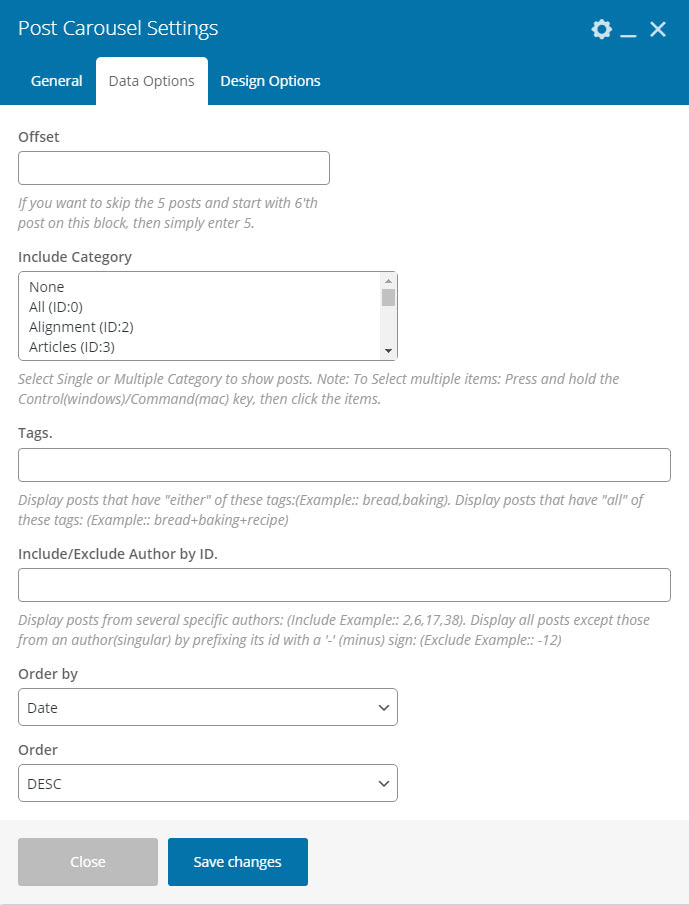 Post Carousel Settings
General
Data Options
Design Options
Offset
If you want to skip the 5 posts and start with 6'th
post on this block, then simply enter 5.
Include Category
None
All (ID:0)
Alignment (ID:2)
Articles (ID:3)
Select Single or Multiple Category to show posts. Note: To Select multiple items: Press and hold the
Control(windows)/Command(mac) key, then click the items.
Tags.
Display posts that have "either" of these tags:(Example:: bread,baking). Display posts that have "all" of
these tags: (Example:: bread+baking+recipe)
Include/Exclude Author by ID.
Display posts from several specific authors: (Include Example:: 2,6,17,38). Display all posts except those
from an author(singular) by prefixing its id with a '-' (minus) sign: (Exclude Example:: -12)
Order by
Date
Order
DESC
Close
Save changes